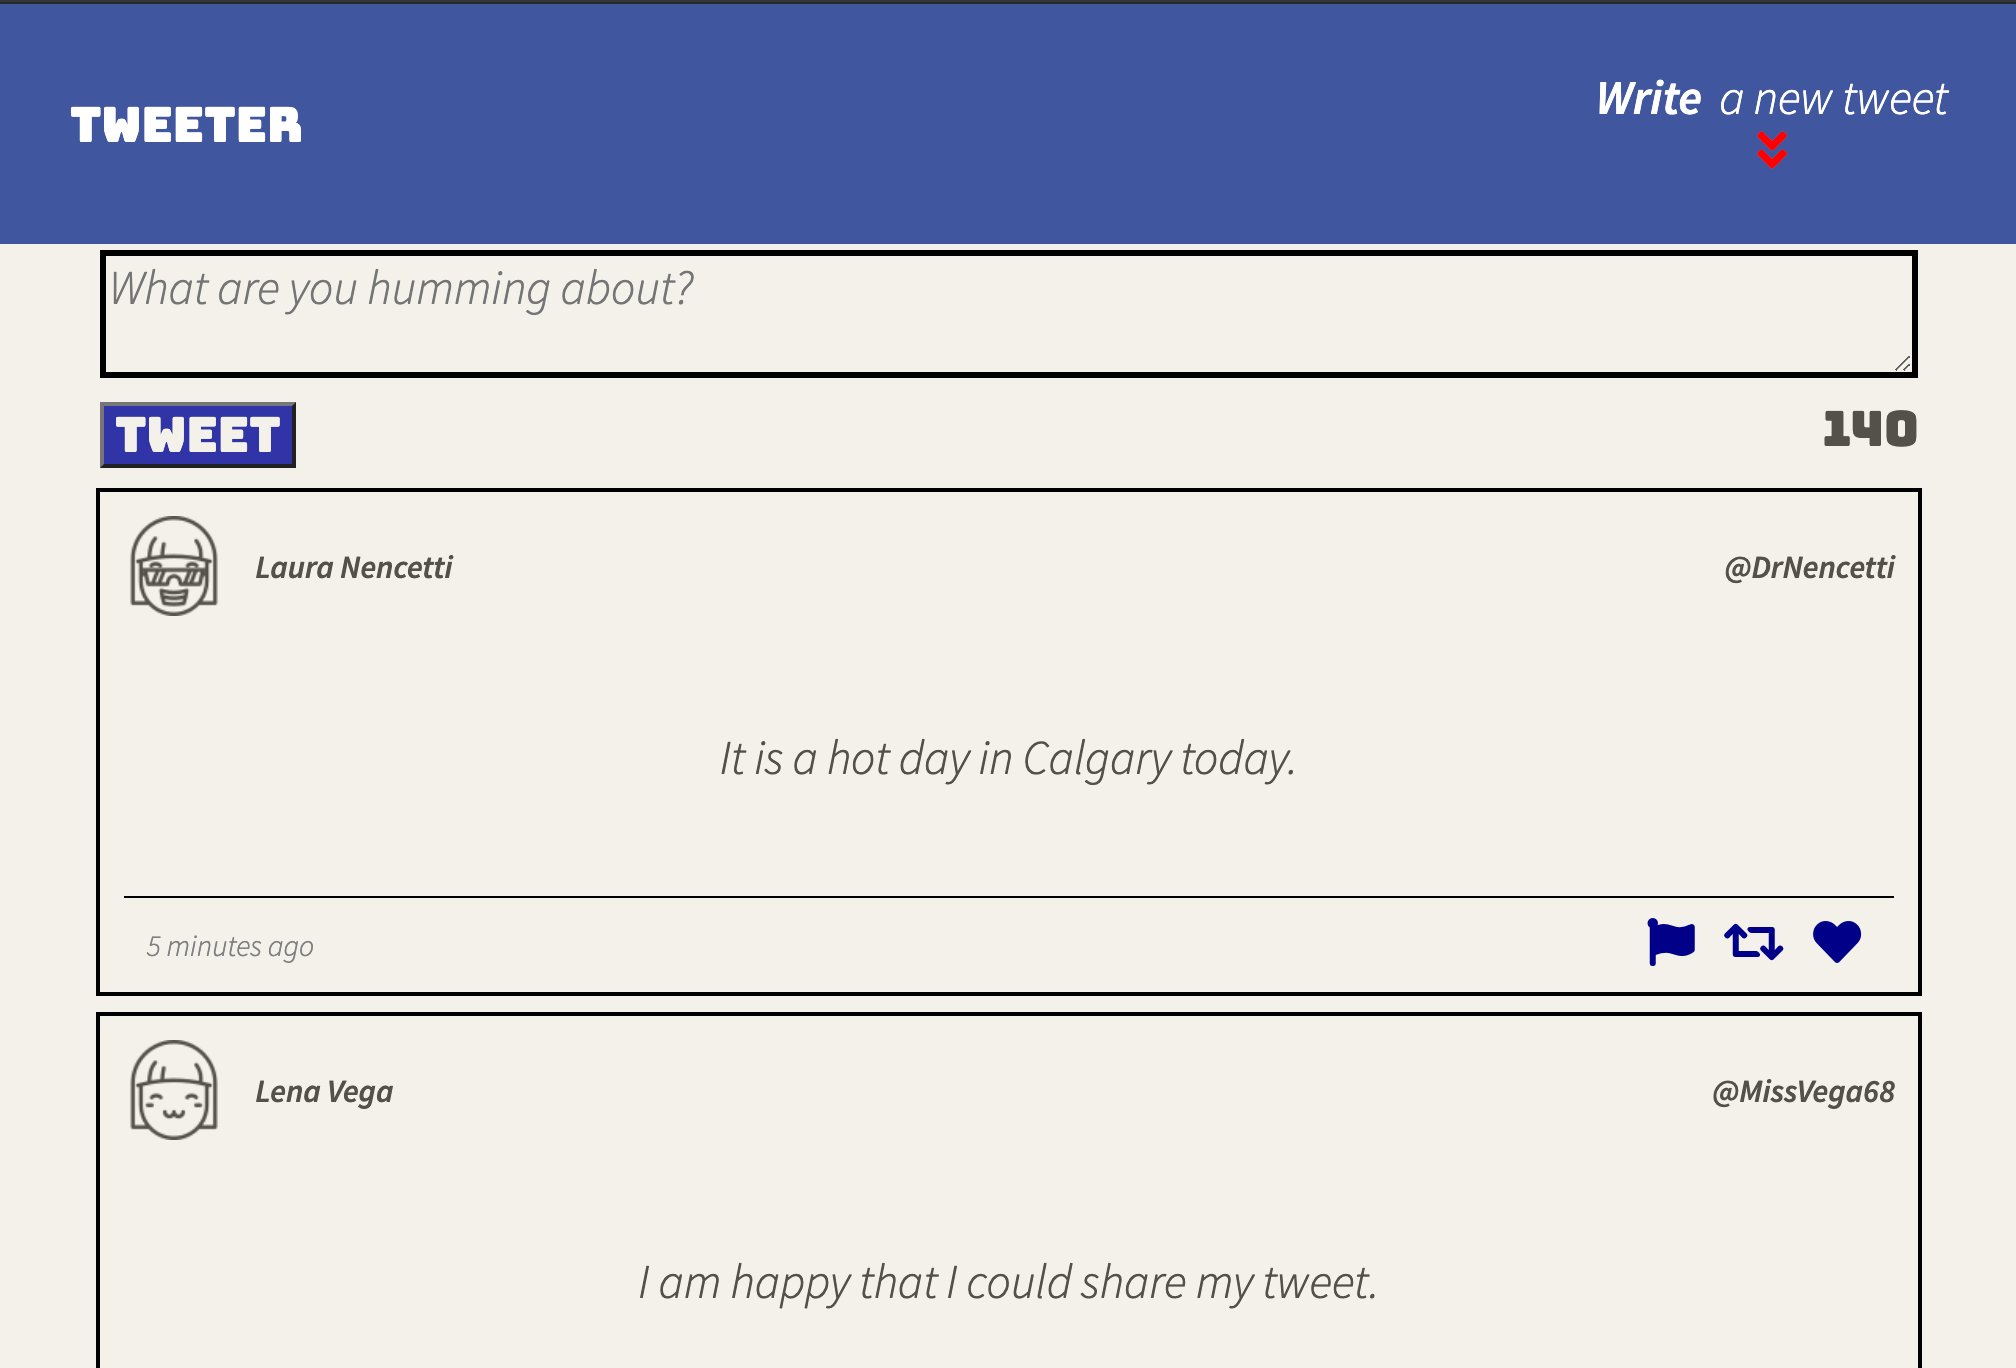 TWEETER
Write a new tweet
What are you humming about?
TWEET
140
Laura Nencetti
@DrNencetti
It is a hot day in Calgary today.
5 minutes ago
Lena Vega
@MissVega68
I am happy that I could share my tweet.